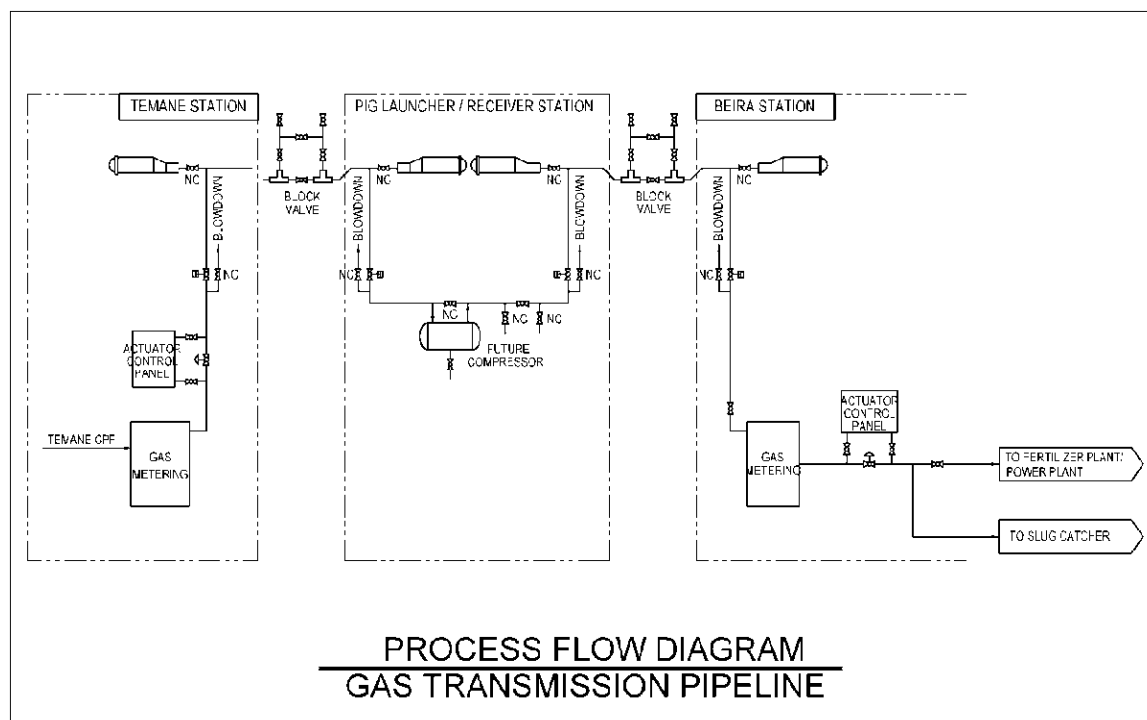 TEMANE STATION
PIG LAUNCHER / RECEIVER STATION
BEIRA STATION
NC
BLOWDOWN
NC
BLOCK
VALVE
BLOWDOWN
NC
NC
NC
BLOWDOWN
NC
NC
BLOCK
VALVE
BLOWDOWN
NC
NC
NC
NC
NC
FUTURE
COMPRESSOR
ACTUATOR
CONTROL
PANEL
TEMANE CPF
GAS
METERING
ACTUATOR
CONTROL
PANEL
GAS
METERING
TO FERTILIZER PLANT/
POWER PLANT
TO SLUG CATCHER
PROCESS FLOW DIAGRAM
GAS TRANSMISSION PIPELINE